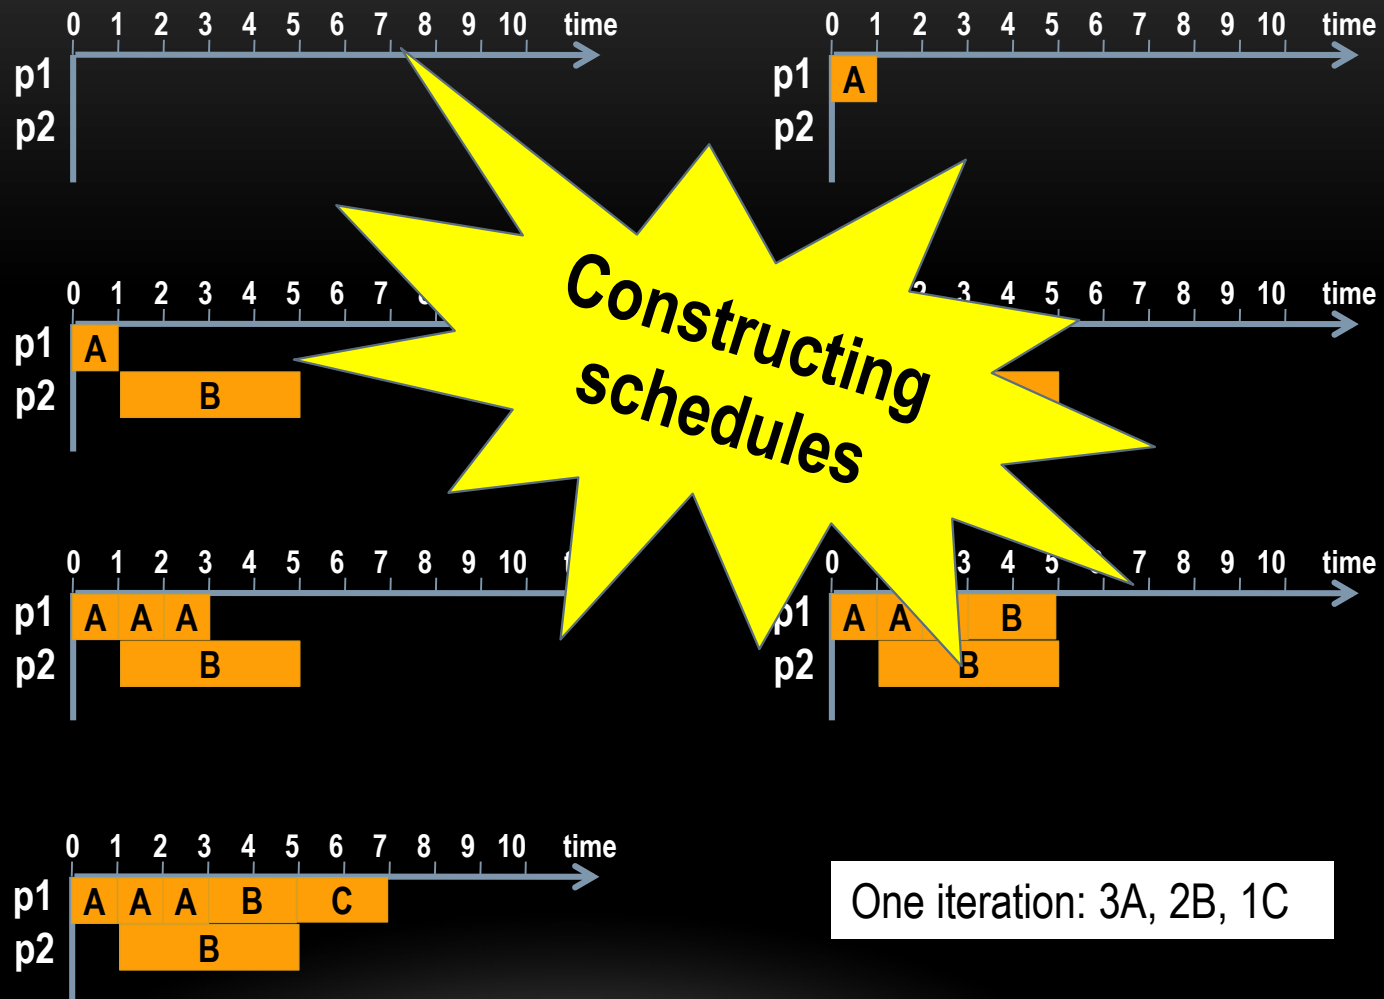 0 1 2 3 4 5 6 7 8 9 10 time
p1
p2
0 1 2 3 4 5 6 7 8 9 10 time
p1 A
p2
0 1 2 3 4 5 6 7
p1 A
p2 B
3 4 5 6 7 8 9 10 time
Constructing
schedules
0 1 2 3 4 5 6 7 8 9 10
p1 A A A
p2 B
0 3 4 5 7 8 9 10 time
p1 A A B
p2 B
0 1 2 3 4 5 6 7 8 9 10 time
p1 A A A B C
p2 B
One iteration: 3A, 2B, 1C